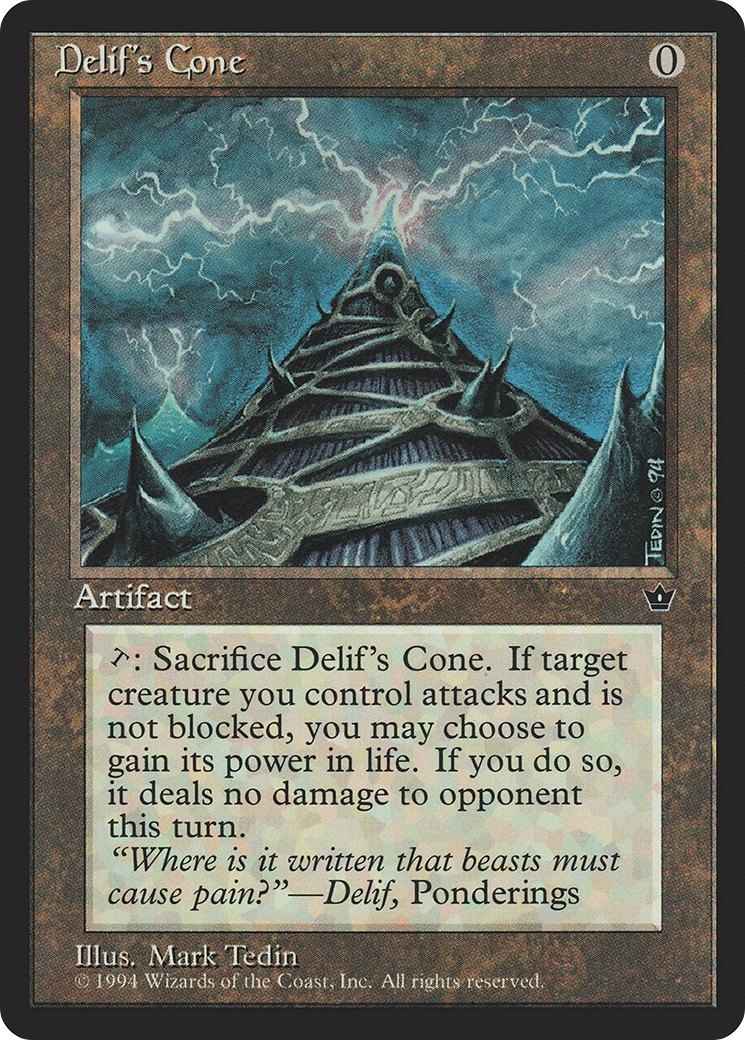 Delif's Cone 0
TEDIN © 94
Artifact
T: Sacrifice Delif's Cone. If target
creature you control attacks and is
not blocked, you may choose to
gain its power in life. If you do so,
it deals no damage to opponent
this turn.
“Where is it written that beasts must
cause pain?”—Delif, Ponderings
Illus. Mark Tedin
© 1994 Wizards of the Coast, Inc. All rights reserved.